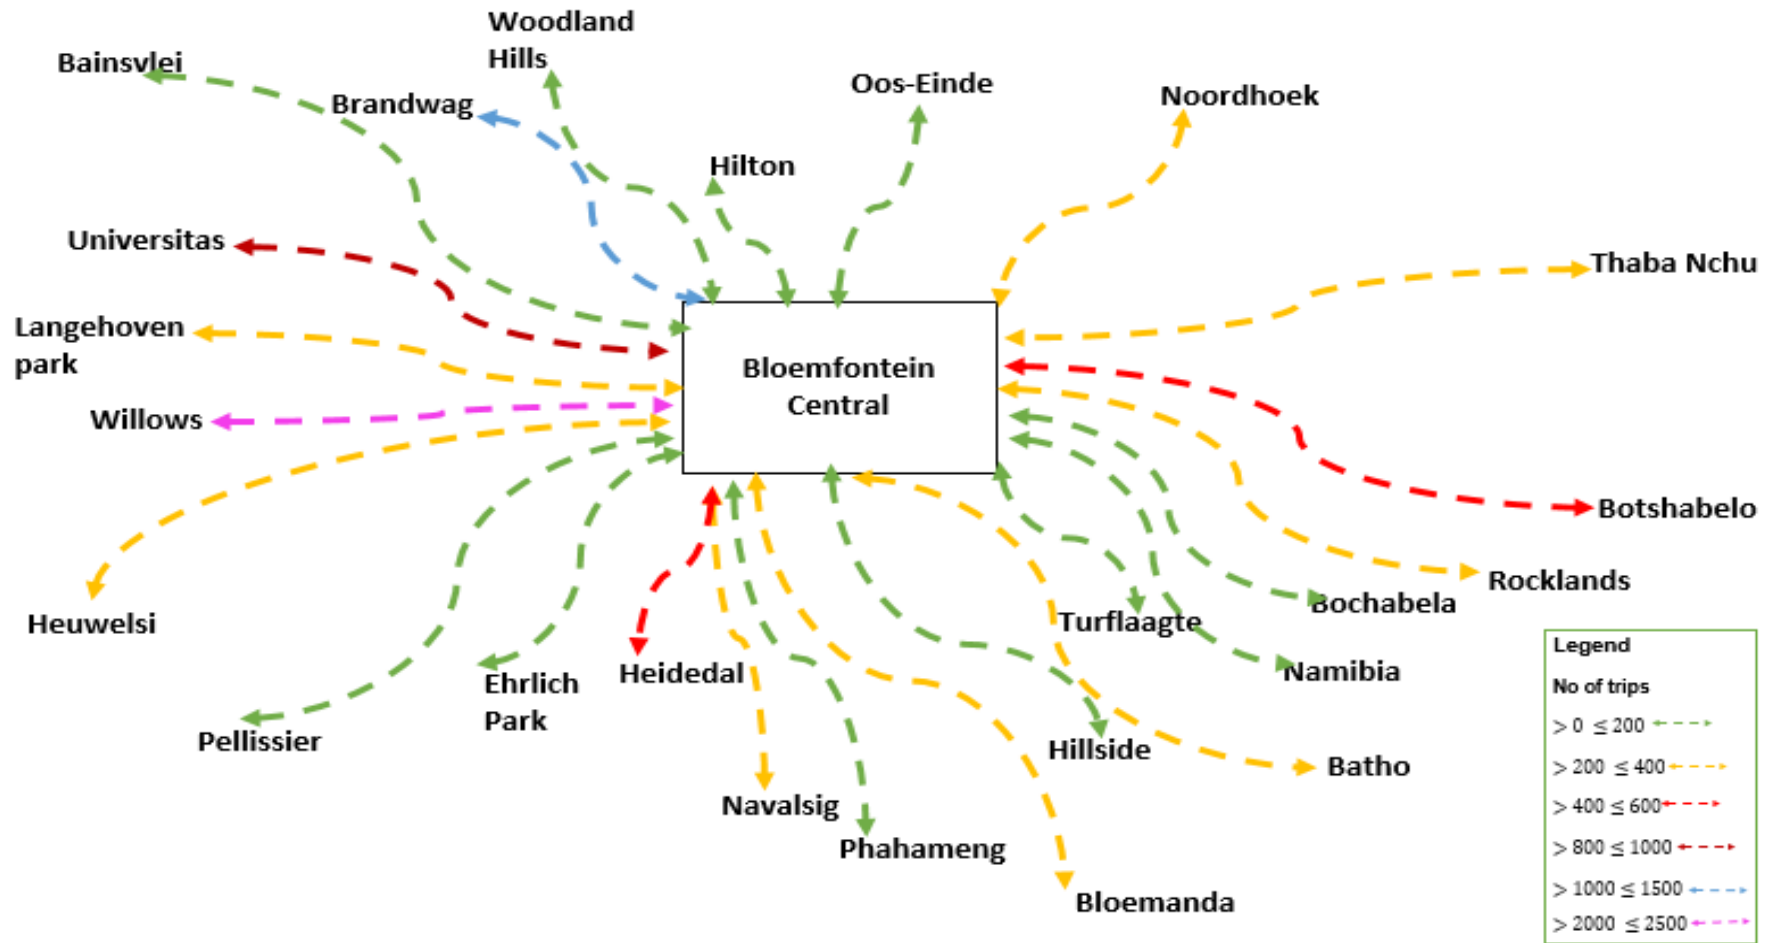 Woodland
Hills
Bainsvlei
Brandwag
Oos-Einde
Noordhoek
Hilton
Universitas
Thaba Nchu
Langehoven
park
Bloemfontein
Central
Willows
Botshabelo
Rocklands
Bochabela
Turflaagte
Heuwelsi
Namibia
Heidedal
Ehrlich
Park
Pellissier
Hillside
Batho
Navalsig
Phahameng
Bloemanda
Legend
No of trips
> 0 ≤ 200
> 200 ≤ 400
> 400 ≤ 600
> 800 ≤ 1000
> 1000 ≤ 1500
> 2000 ≤ 2500